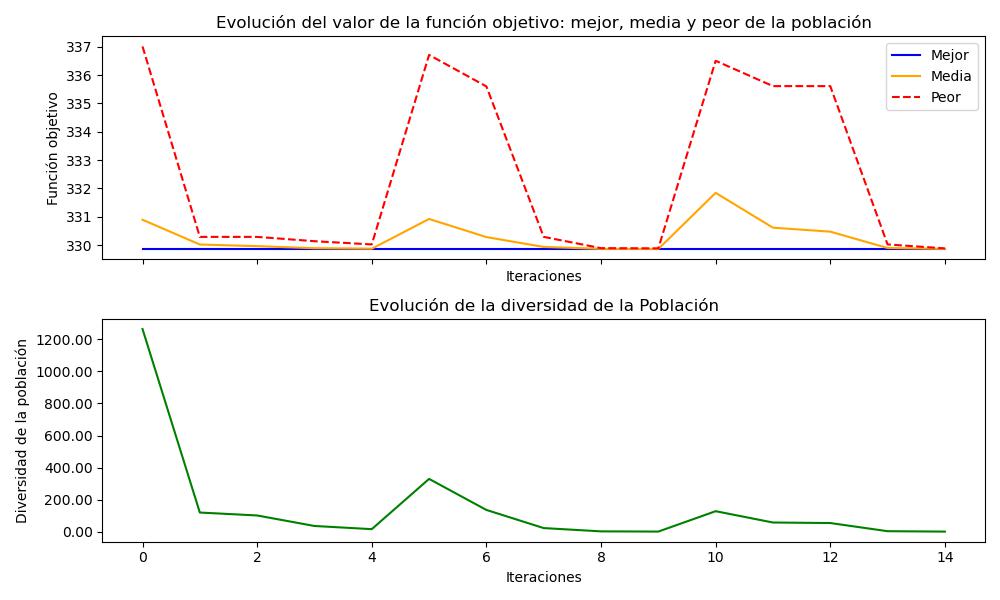 Evolución del valor de la función objetivo: mejor, media y peor de la población
Función objetivo
337
336
335
334
333
332
331
330
Mejor
Media
Peor
Iteraciones
Evolución de la diversidad de la Población
Diversidad de la población
1200.00
1000.00
800.00
600.00
400.00
200.00
0.00
0 2 4 6 8 10 12 14
Iteraciones